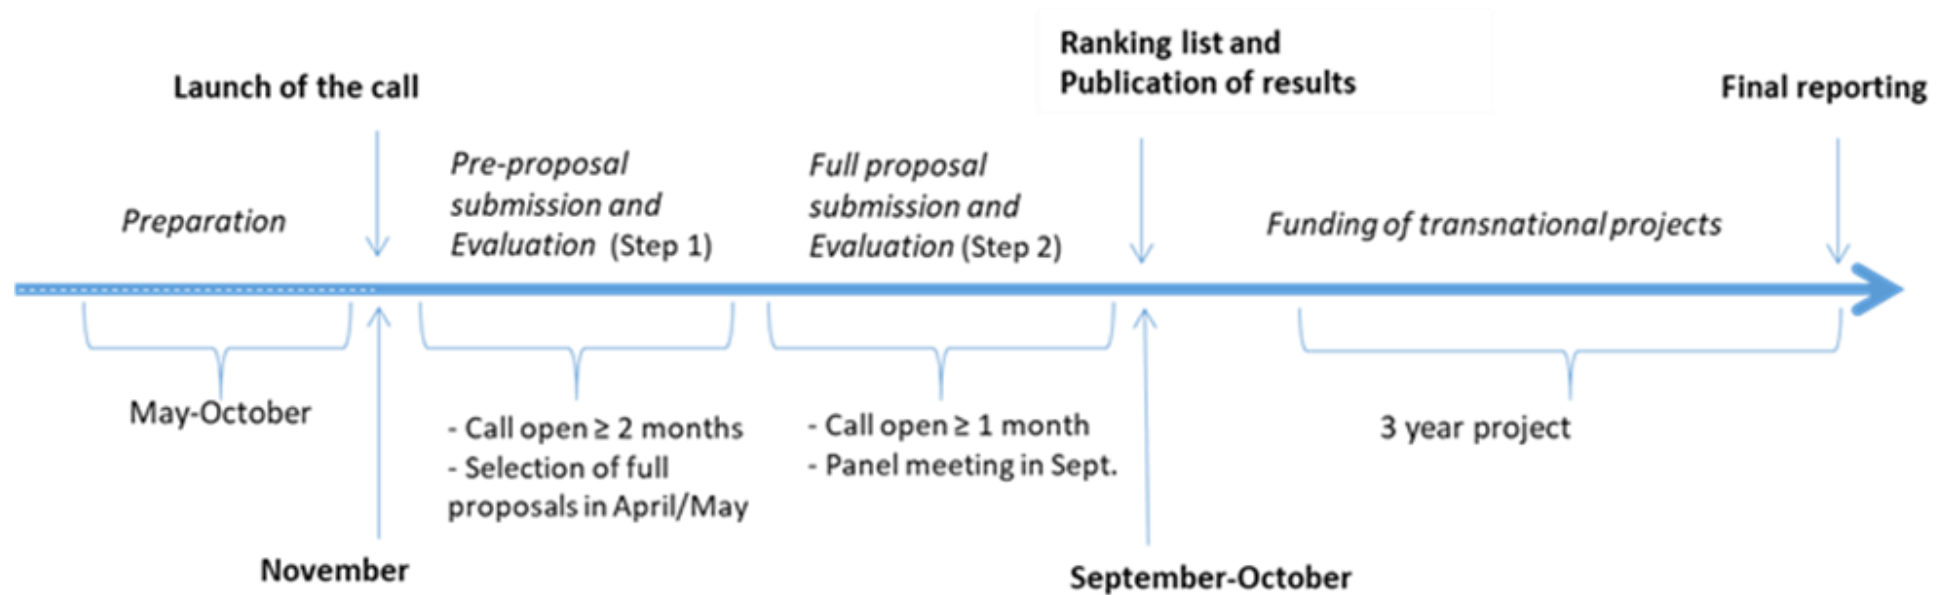 Launch of the call
Ranking list and
Publication of results
Final reporting
Preparation
Pre-proposal
submission and
Evaluation (Step 1)
Full proposal
submission and
Evaluation (Step 2)
Funding of transnational projects
May-October
- Call open ≥ 2 months
- Selection of full
proposals in April/May
- Call open ≥ 1 month
- Panel meeting in Sept.
3 year project
November
September-October